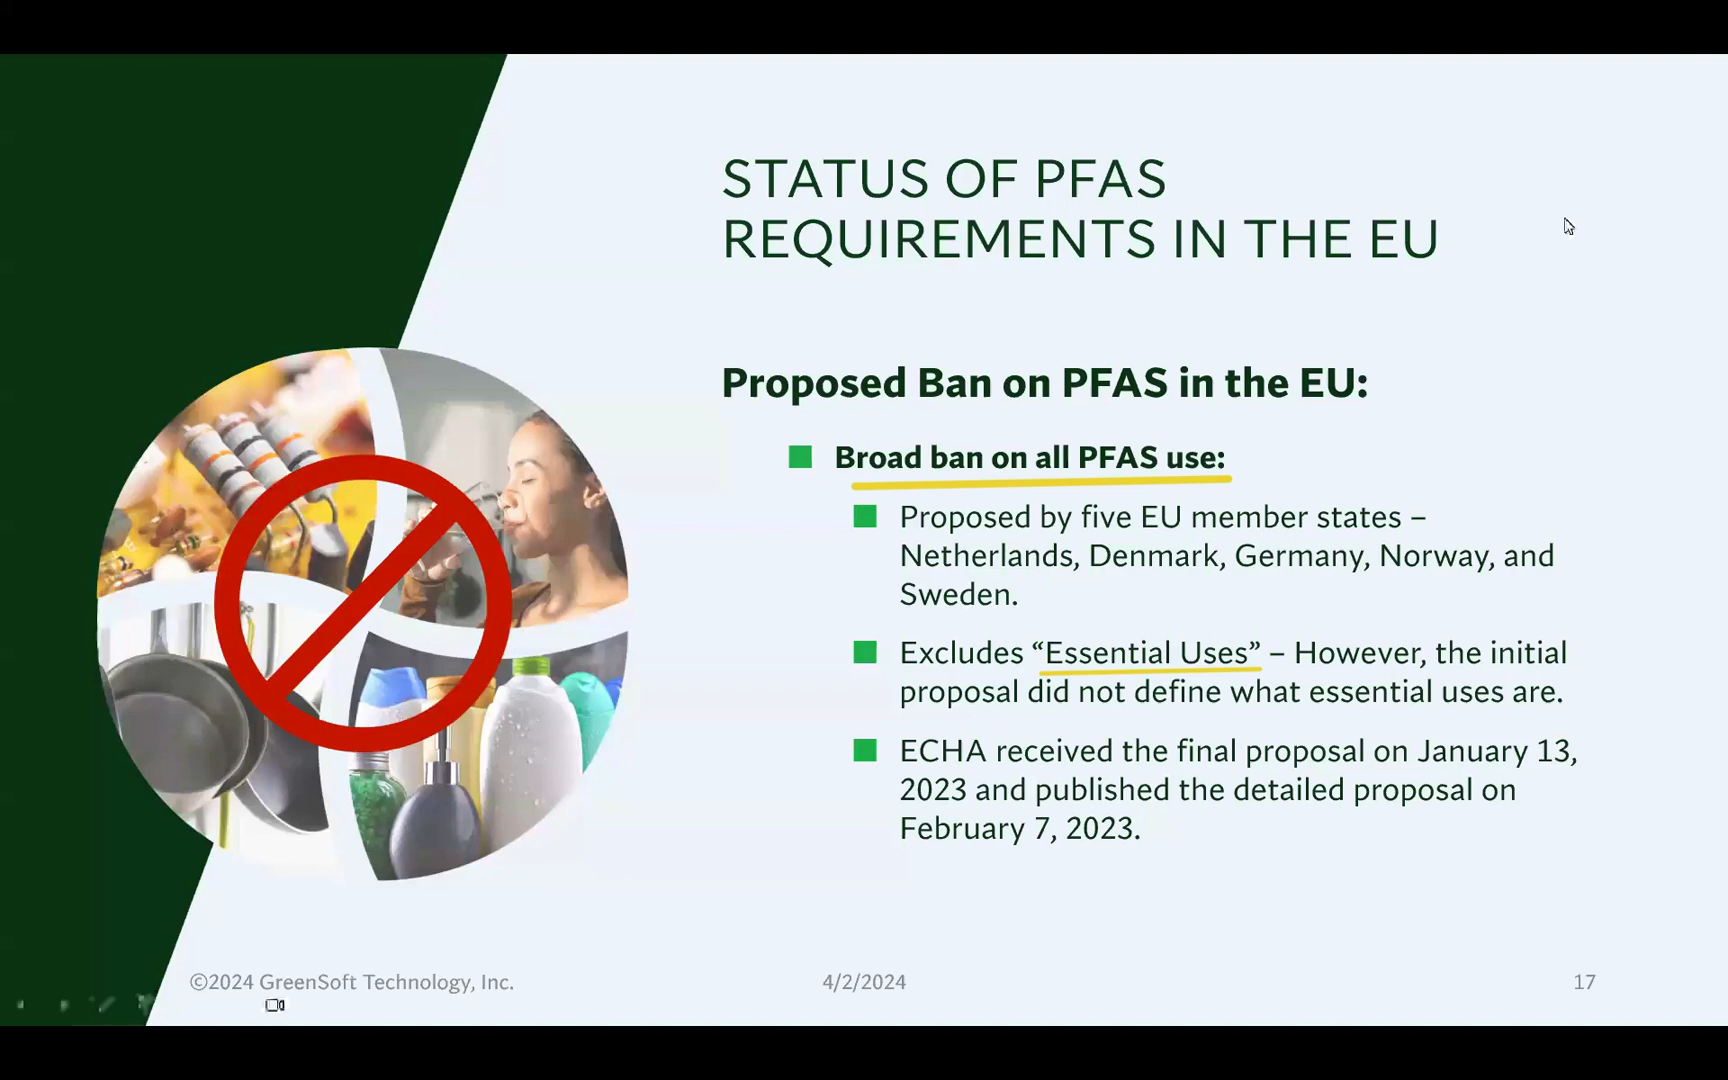 STATUS OF PFAS
REQUIREMENTS IN THE EU
Proposed Ban on PFAS in the EU:
Broad ban on all PFAS use:
Proposed by five EU member states –
Netherlands, Denmark, Germany, Norway, and
Sweden.
Excludes “Essential Uses” – However, the initial
proposal did not define what essential uses are.
ECHA received the final proposal on January 13,
2023 and published the detailed proposal on
February 7, 2023.
©2024 GreenSoft Technology, Inc.
4/2/2024
17